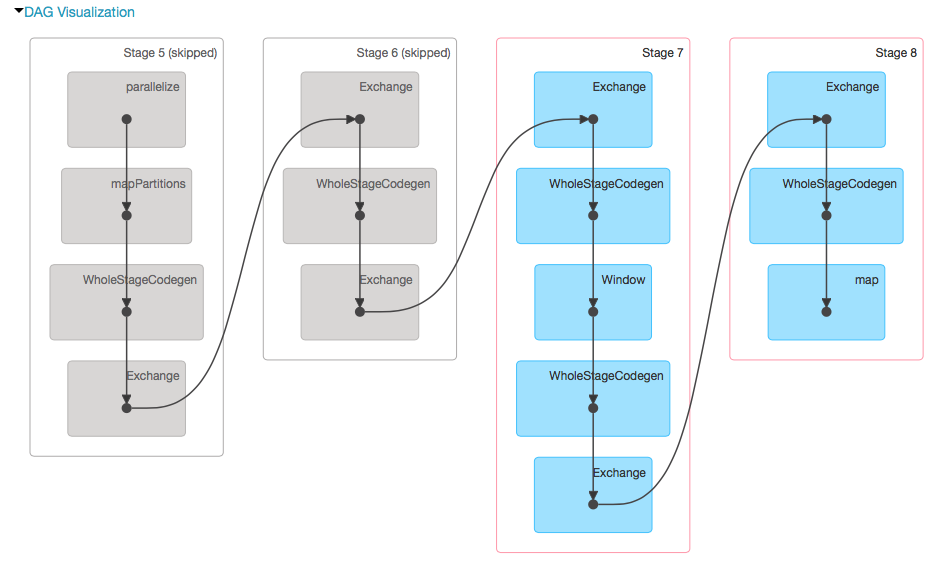 DAG Visualization
Stage 5 (skipped)
parallelize
mapPartitions
WholeStageCodegen
Exchange
Stage 6 (skipped)
Exchange
WholeStageCodegen
Exchange
Stage 7
Exchange
WholeStageCodegen
Window
WholeStageCodegen
Exchange
Stage 8
Exchange
WholeStageCodegen
map